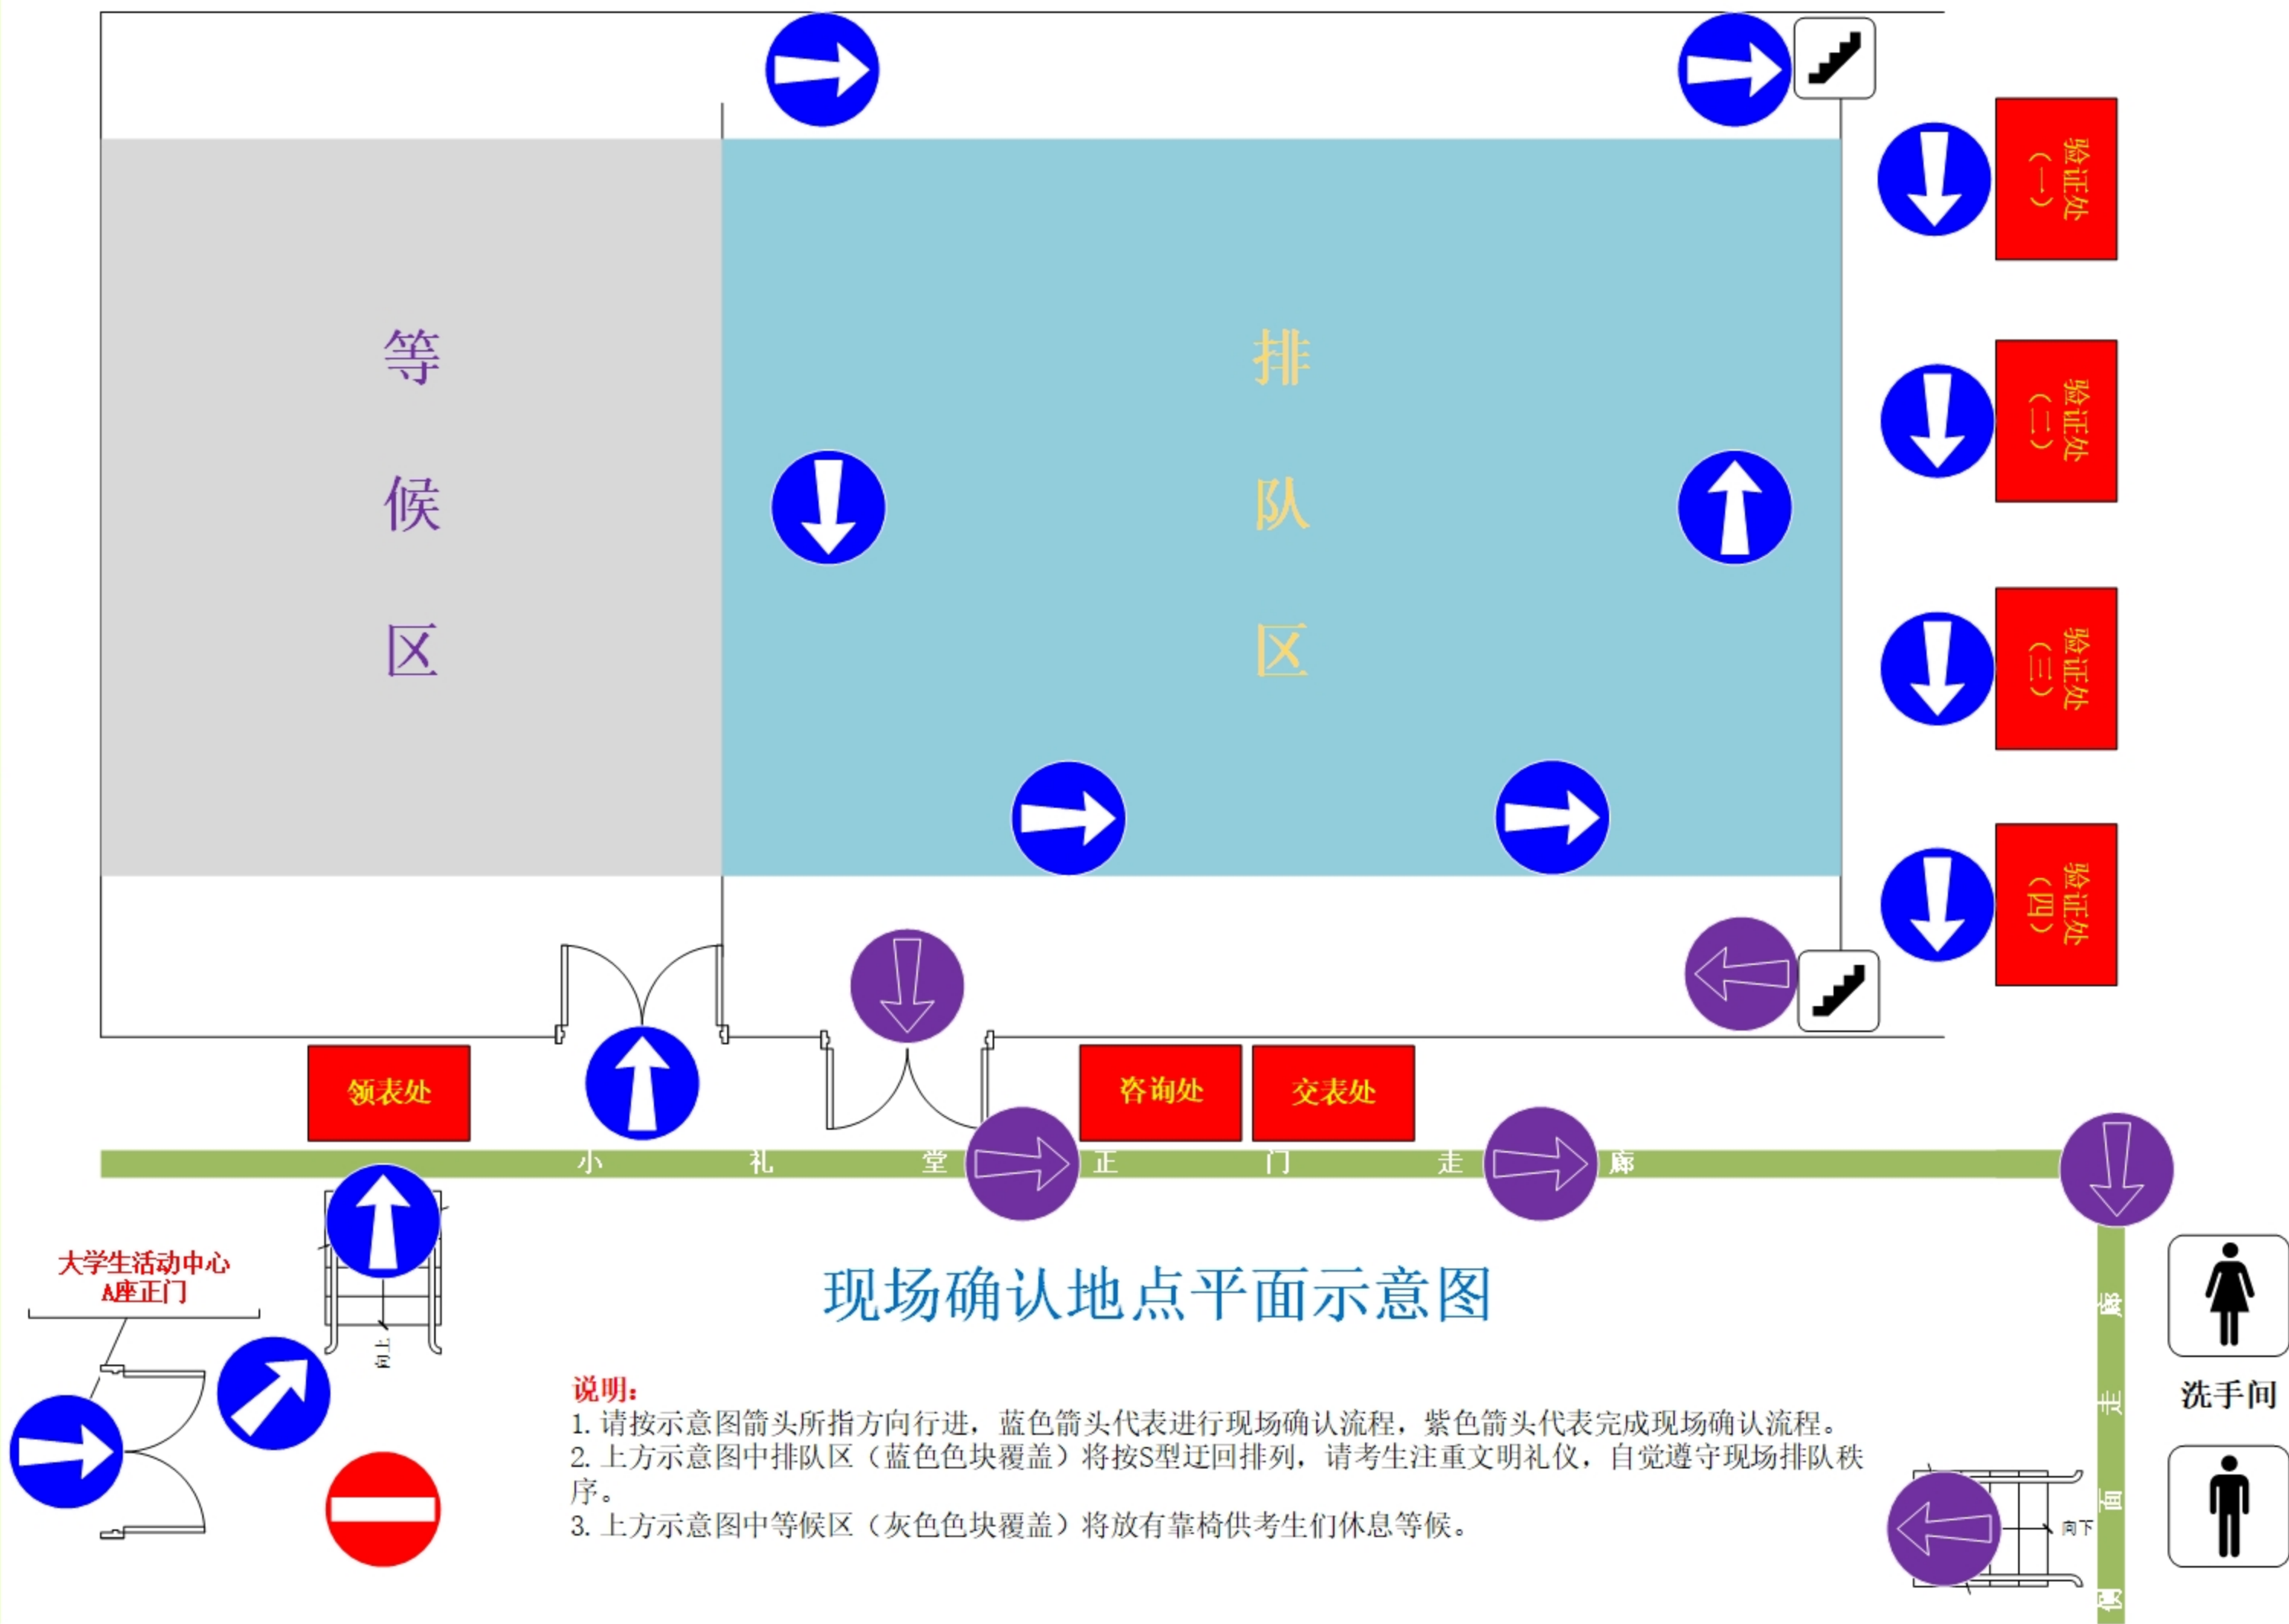 等候区
排队区
验证处
（一）
验证处
（二）
验证处
（三）
验证处
（四）
领表处
咨询处
交表处
小礼堂正门走廊
大学生活动中心
A座正门
向上
现场确认地点平面示意图
说明：
1. 请按示意图箭头所指方向行进，蓝色箭头代表进行现场确认流程，紫色箭头代表完成现场确认流程。
2. 上方示意图中排队区（蓝色色块覆盖）将按S型迂回排列，请考生注重文明礼仪，自觉遵守现场排队秩
序。
3. 上方示意图中等候区（灰色色块覆盖）将放有靠椅供考生们休息等候。
侧面走廊
洗手间
向下